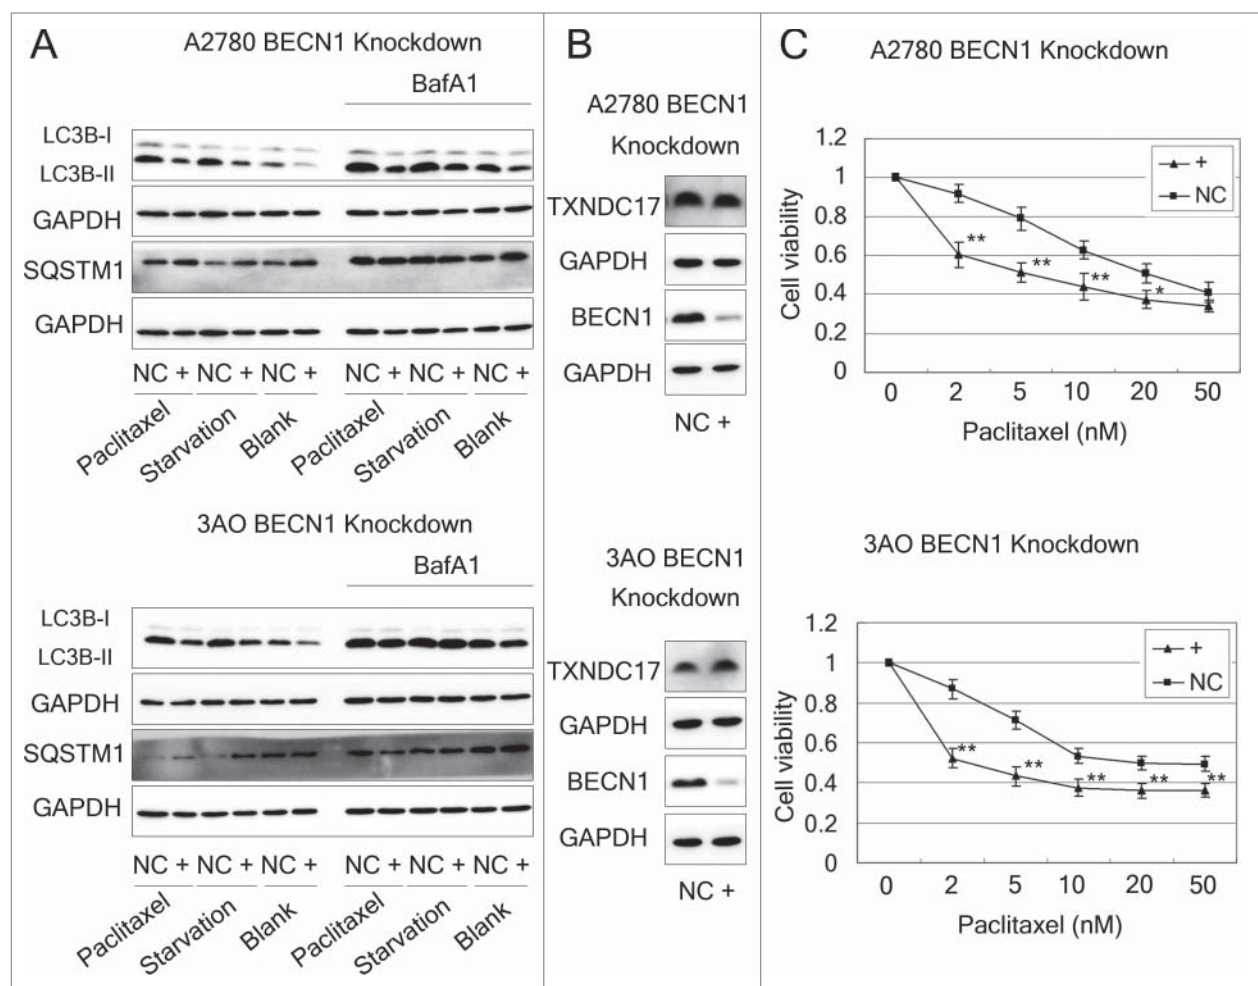 A
A2780 BECN1 Knockdown
BafA1
LC3B-I
LC3B-II
GAPDH
SQSTM1
GAPDH
NC + NC + NC + NC + NC + NC +
Paclitaxel Starvation Blank Paclitaxel Starvation Blank
3AO BECN1 Knockdown
BafA1
LC3B-I
LC3B-II
GAPDH
SQSTM1
GAPDH
NC + NC + NC + NC + NC + NC +
Paclitaxel Starvation Blank Paclitaxel Starvation Blank
B
A2780 BECN1
Knockdown
TXNDC17
GAPDH
BECN1
GAPDH
NC +
3AO BECN1
Knockdown
TXNDC17
GAPDH
BECN1
GAPDH
NC +
C
A2780 BECN1 Knockdown
Cell viability
1.2
1
0.8
0.6
0.4
0.2
0
+
NC
**
**
**
*
0 2 5 10 20 50
Paclitaxel (nM)
3AO BECN1 Knockdown
Cell viability
1.2
1
0.8
0.6
0.4
0.2
0
+
NC
**
**
**
**
**
0 2 5 10 20 50
Paclitaxel (nM)